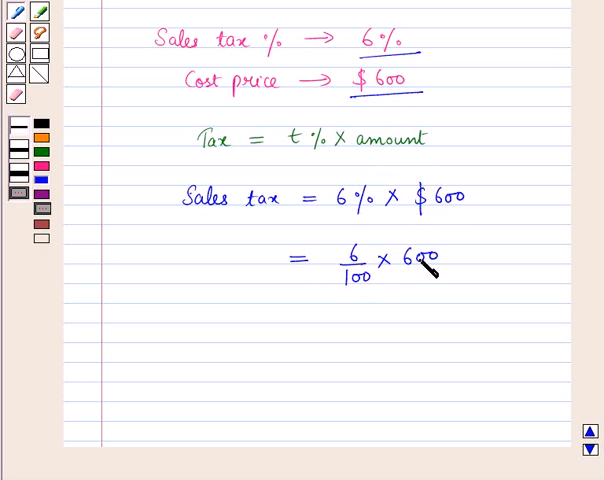 Sales tax % → 6%
Cost price → $600
Tax = t% × amount
Sales tax = 6% × $600
= 6/100 × 600